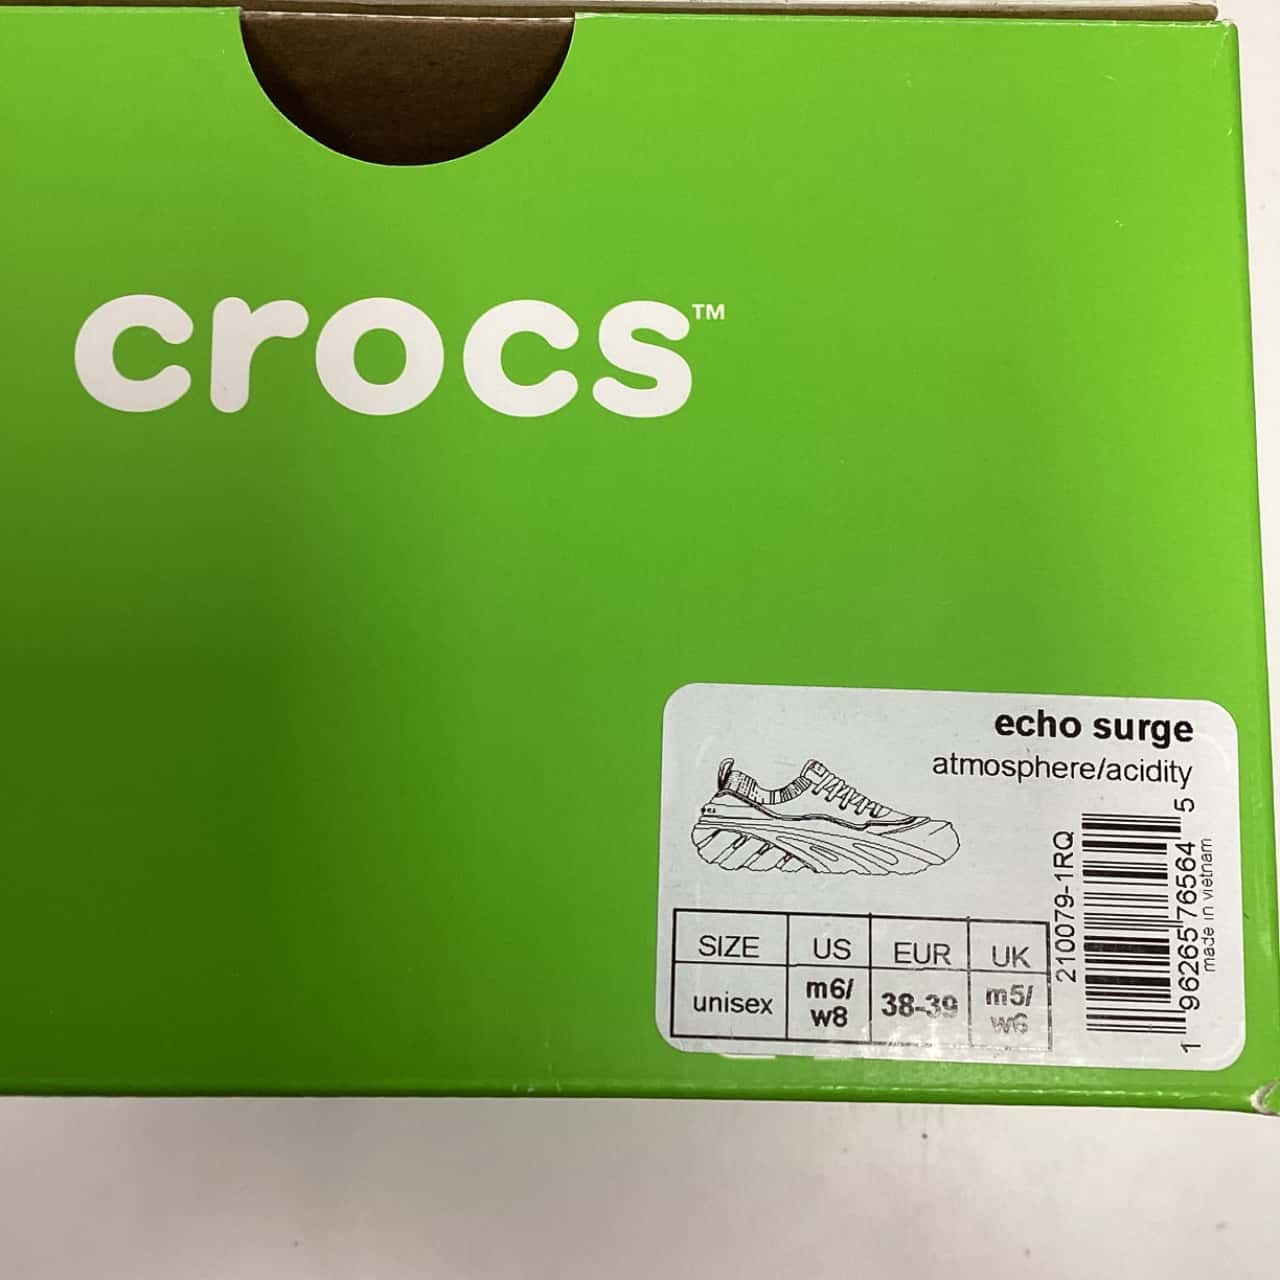 crocs™
echo surge
atmosphere/acidity
SIZE US EUR UK
unisex m6/ w8 38-39 m5/ w6
210079-1RQ
1 96265 76564 5
made in vietnam